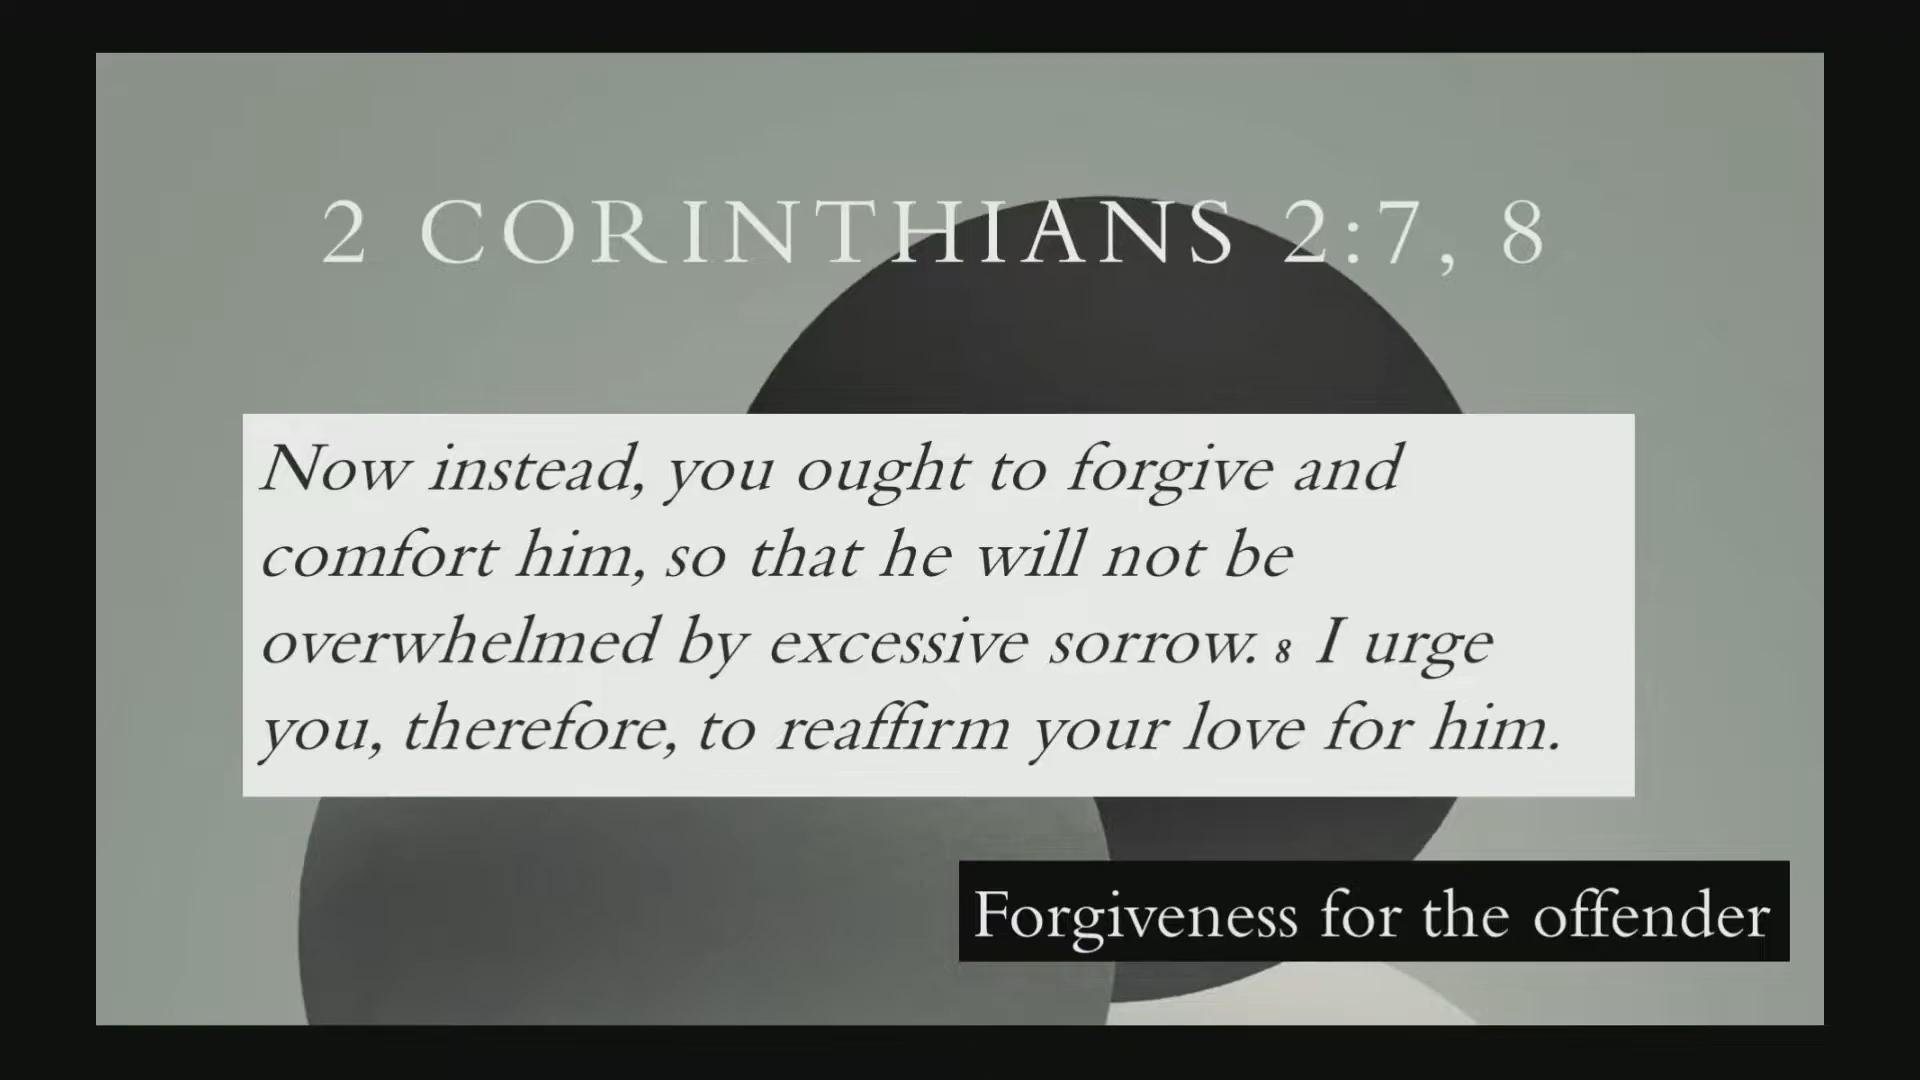 2 CORINTHIANS 2:7, 8
Now instead, you ought to forgive and
comfort him, so that he will not be
overwhelmed by excessive sorrow. 8 I urge
you, therefore, to reaffirm your love for him.
Forgiveness for the offender